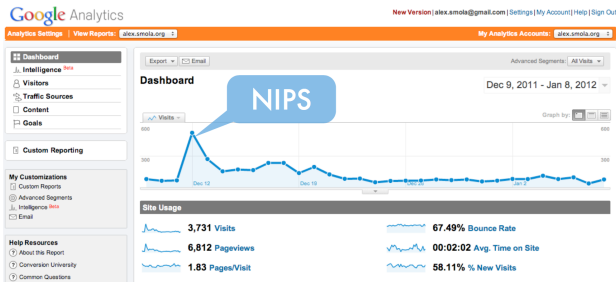 Google Analytics
New Version | alex.smola@gmail.com | Settings | My Account | Help | Sign Out
Analytics Settings | View Reports: alex.smola.org
My Analytics Accounts: alex.smola.org
Dashboard
Intelligence Beta
Visitors
Traffic Sources
Content
Goals
Custom Reporting
My Customizations
Custom Reports
Advanced Segments
Intelligence Beta
Email
Help Resources
About this Report
Conversion University
Common Questions
Export Email
Advanced Segments: All Visits
Dashboard
Dec 9, 2011 - Jan 8, 2012
NIPS
Visits
Graph by:
600 600
300 300
Dec 12 Dec 19 Dec 26 Jan 2
Site Usage
3,731 Visits
67.49% Bounce Rate
6,812 Pageviews
00:02:02 Avg. Time on Site
1.83 Pages/Visit
58.11% % New Visits